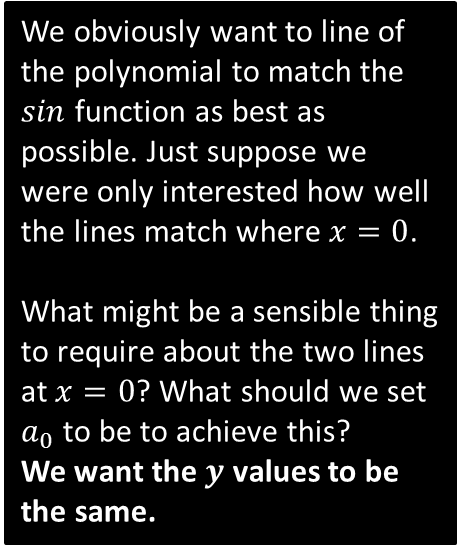 We obviously want to line of
the polynomial to match the
sin function as best as
possible. Just suppose we
were only interested how well
the lines match where x = 0.
What might be a sensible thing
to require about the two lines
at x = 0? What should we set
a₀ to be to achieve this?
We want the y values to be
the same.